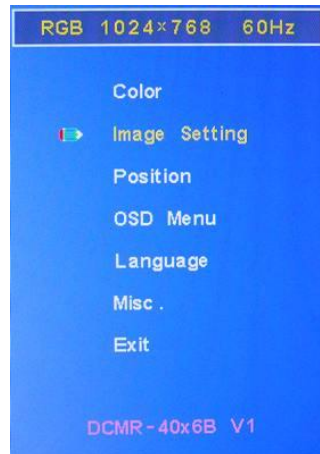 RGB 1024×768 60Hz
Color
Image Setting
Position
OSD Menu
Language
Misc.
Exit
DCMR-40x6B V1